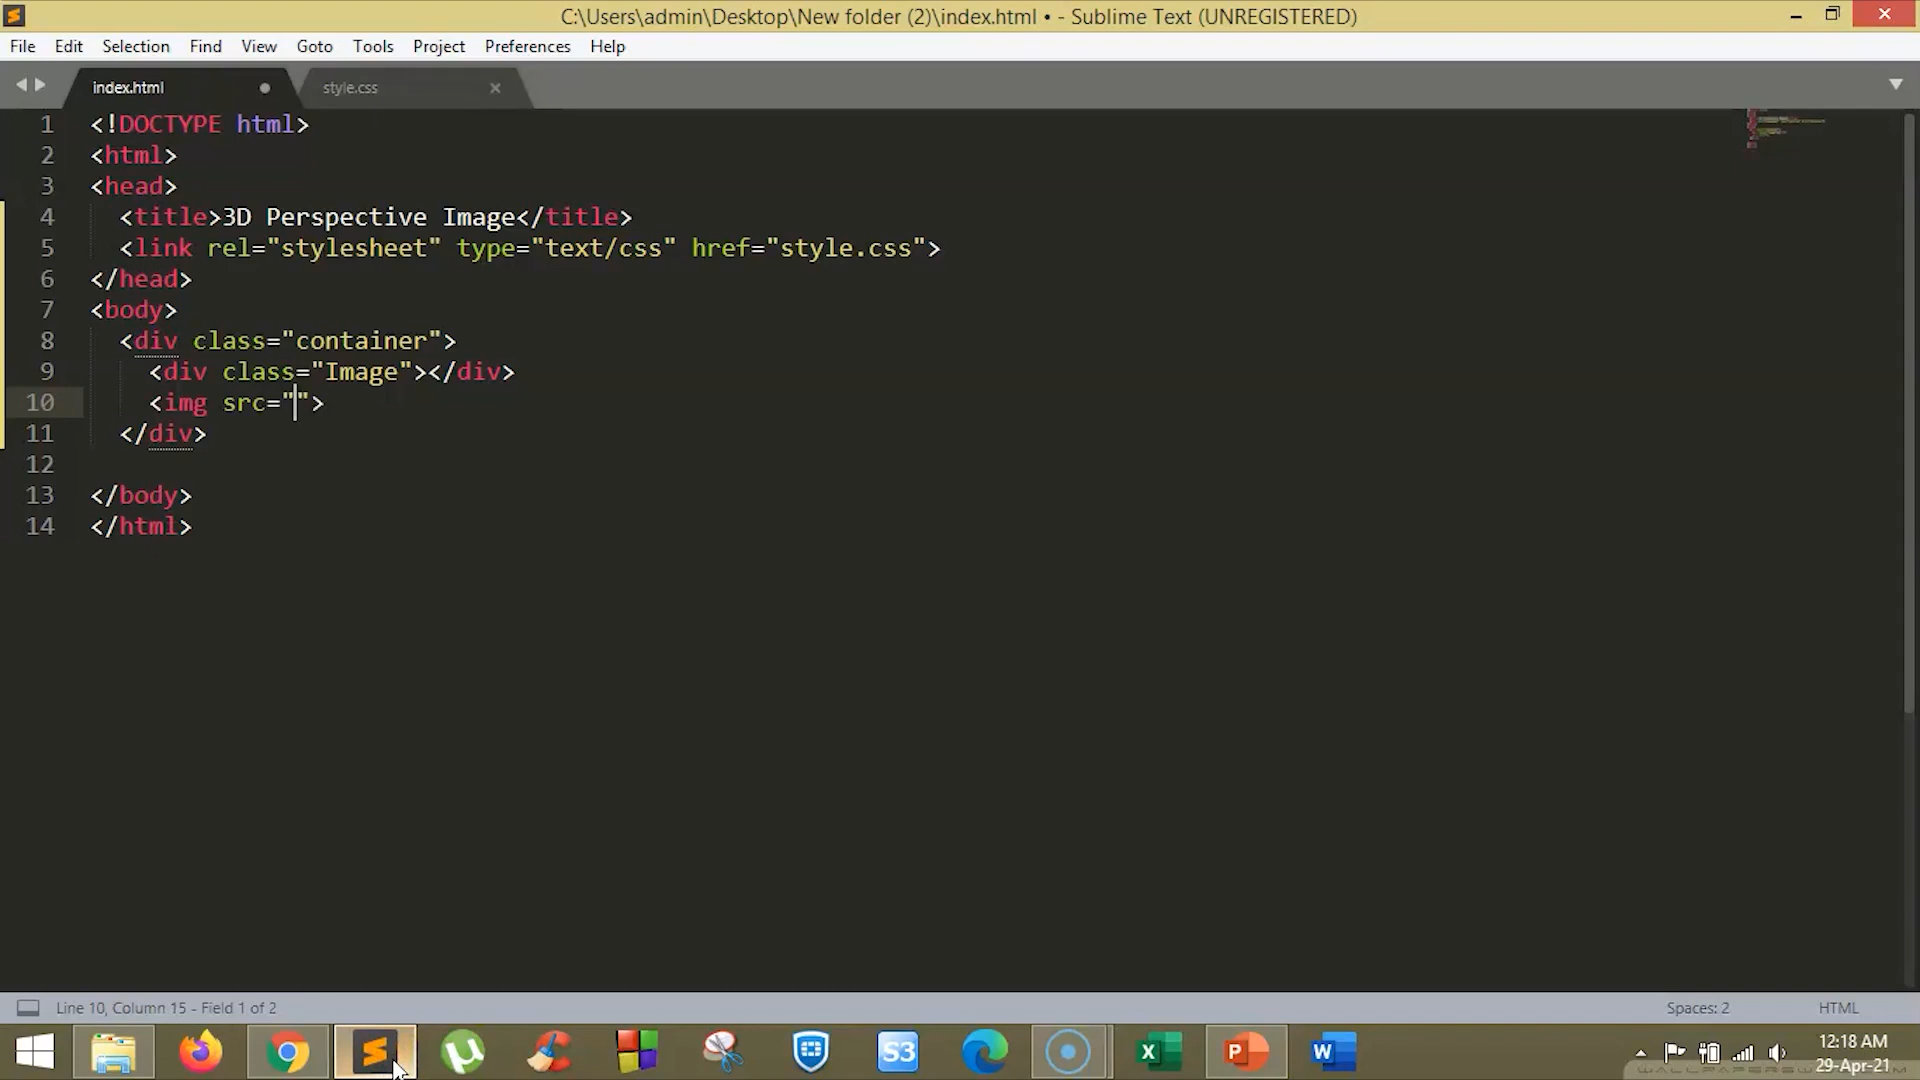 C:\Users\admin\Desktop\New folder (2)\index.html • - Sublime Text (UNREGISTERED)
File Edit Selection Find View Goto Tools Project Preferences Help
index.html style.css
1 <!DOCTYPE html>
2 <html>
3 <head>
4 <title>3D Perspective Image</title>
5 <link rel="stylesheet" type="text/css" href="style.css">
6 </head>
7 <body>
8 <div class="container">
9 <div class="Image"></div>
10 <img src="">
11 </div>
12
13 </body>
14 </html>
Line 10, Column 15 - Field 1 of 2 Spaces: 2 HTML
S3 X P W 12:18 AM
29-Apr-21